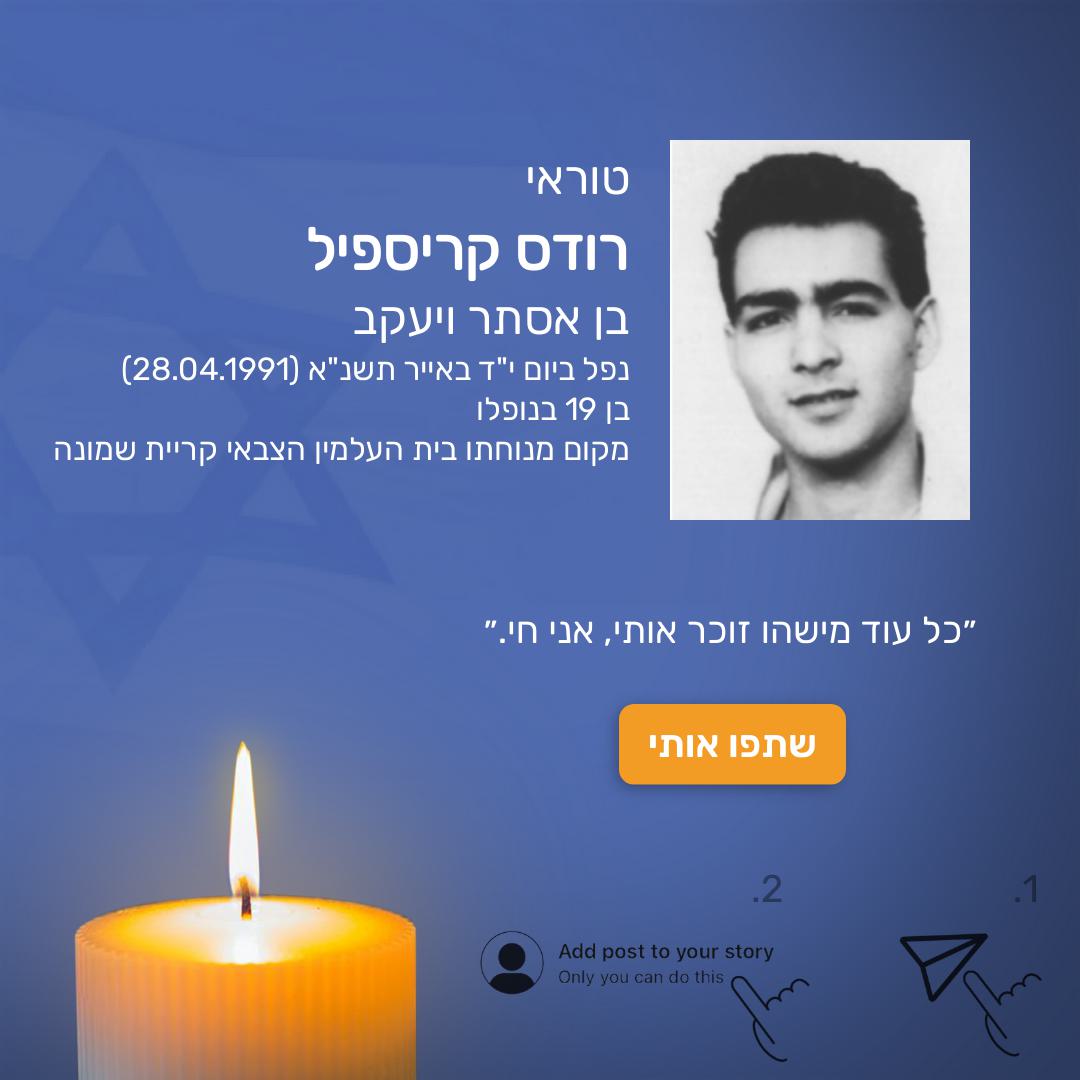 טוראי
רודס קריספיל
בן אסתר ויעקב
נפל ביום י"ד באייר תשנ"א (28.04.1991)
בן 19 בנופלו
מקום מנוחתו בית העלמין הצבאי קריית שמונה
״כל עוד מישהו זוכר אותי, אני חי.״
שתפו אותי
.1
.2
Add post to your story
Only you can do this